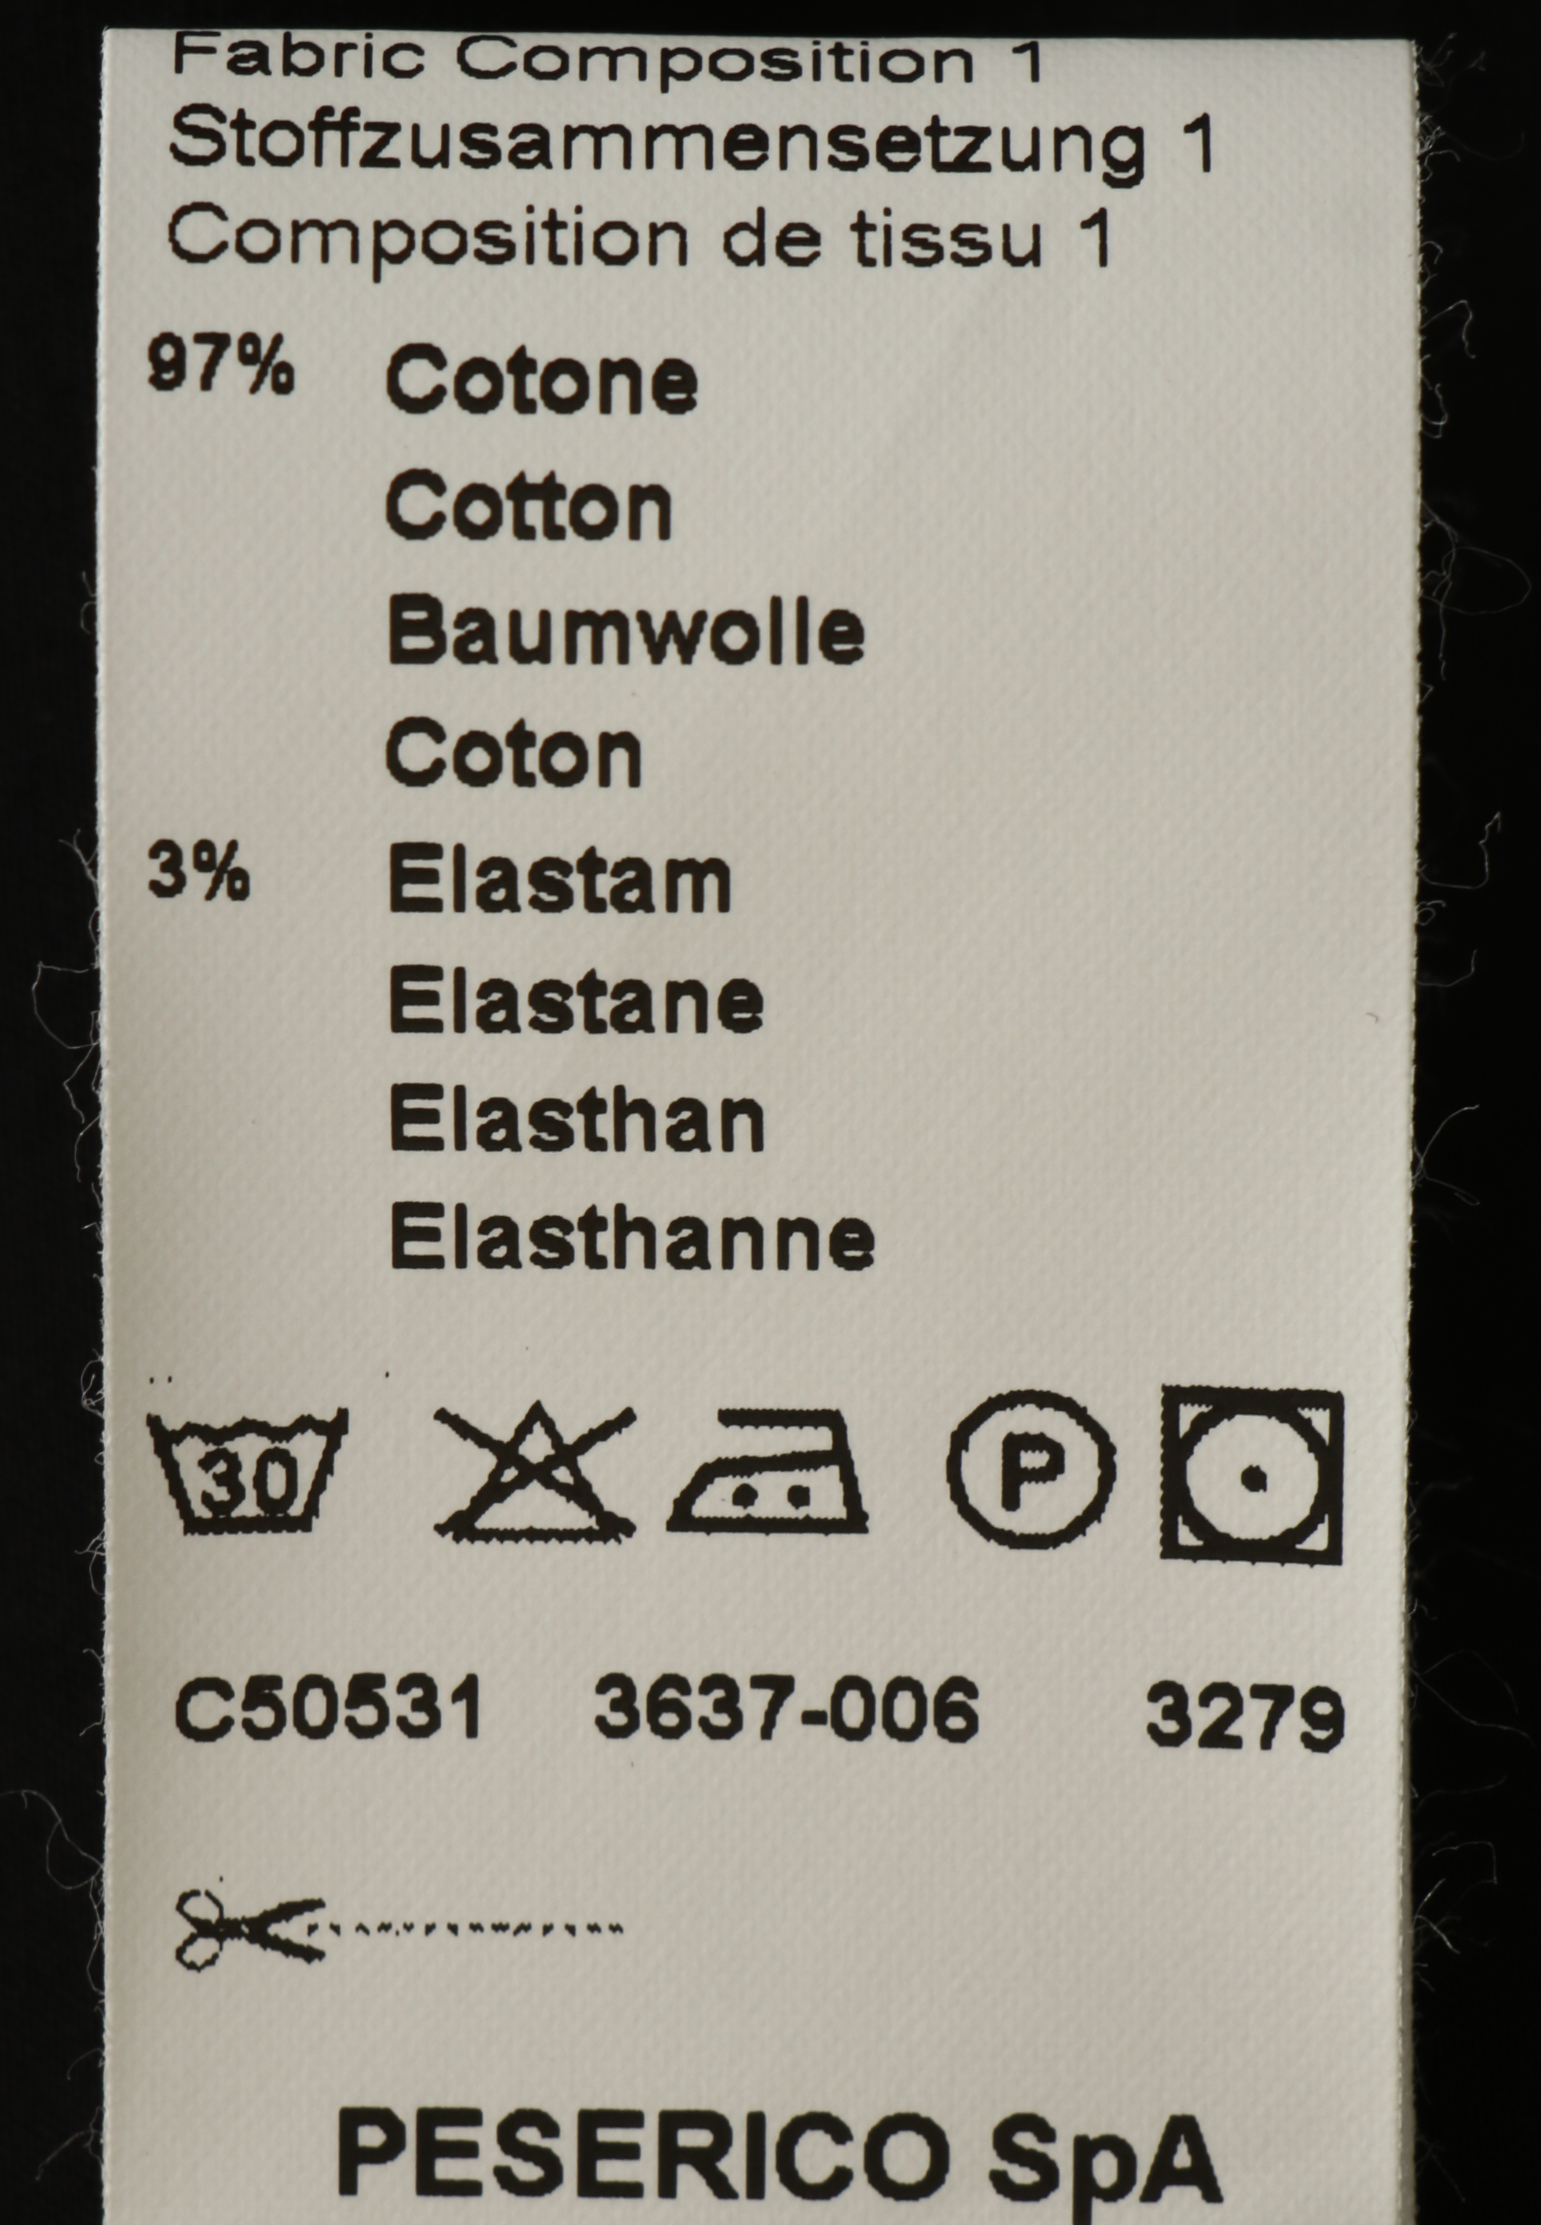 Fabric Composition 1
Stoffzusammensetzung 1
Composition de tissu 1
97% Cotone
Cotton
Baumwolle
Coton
3% Elastam
Elastane
Elasthan
Elasthanne
30 P
C50531 3637-006 3279
PESERICO SpA